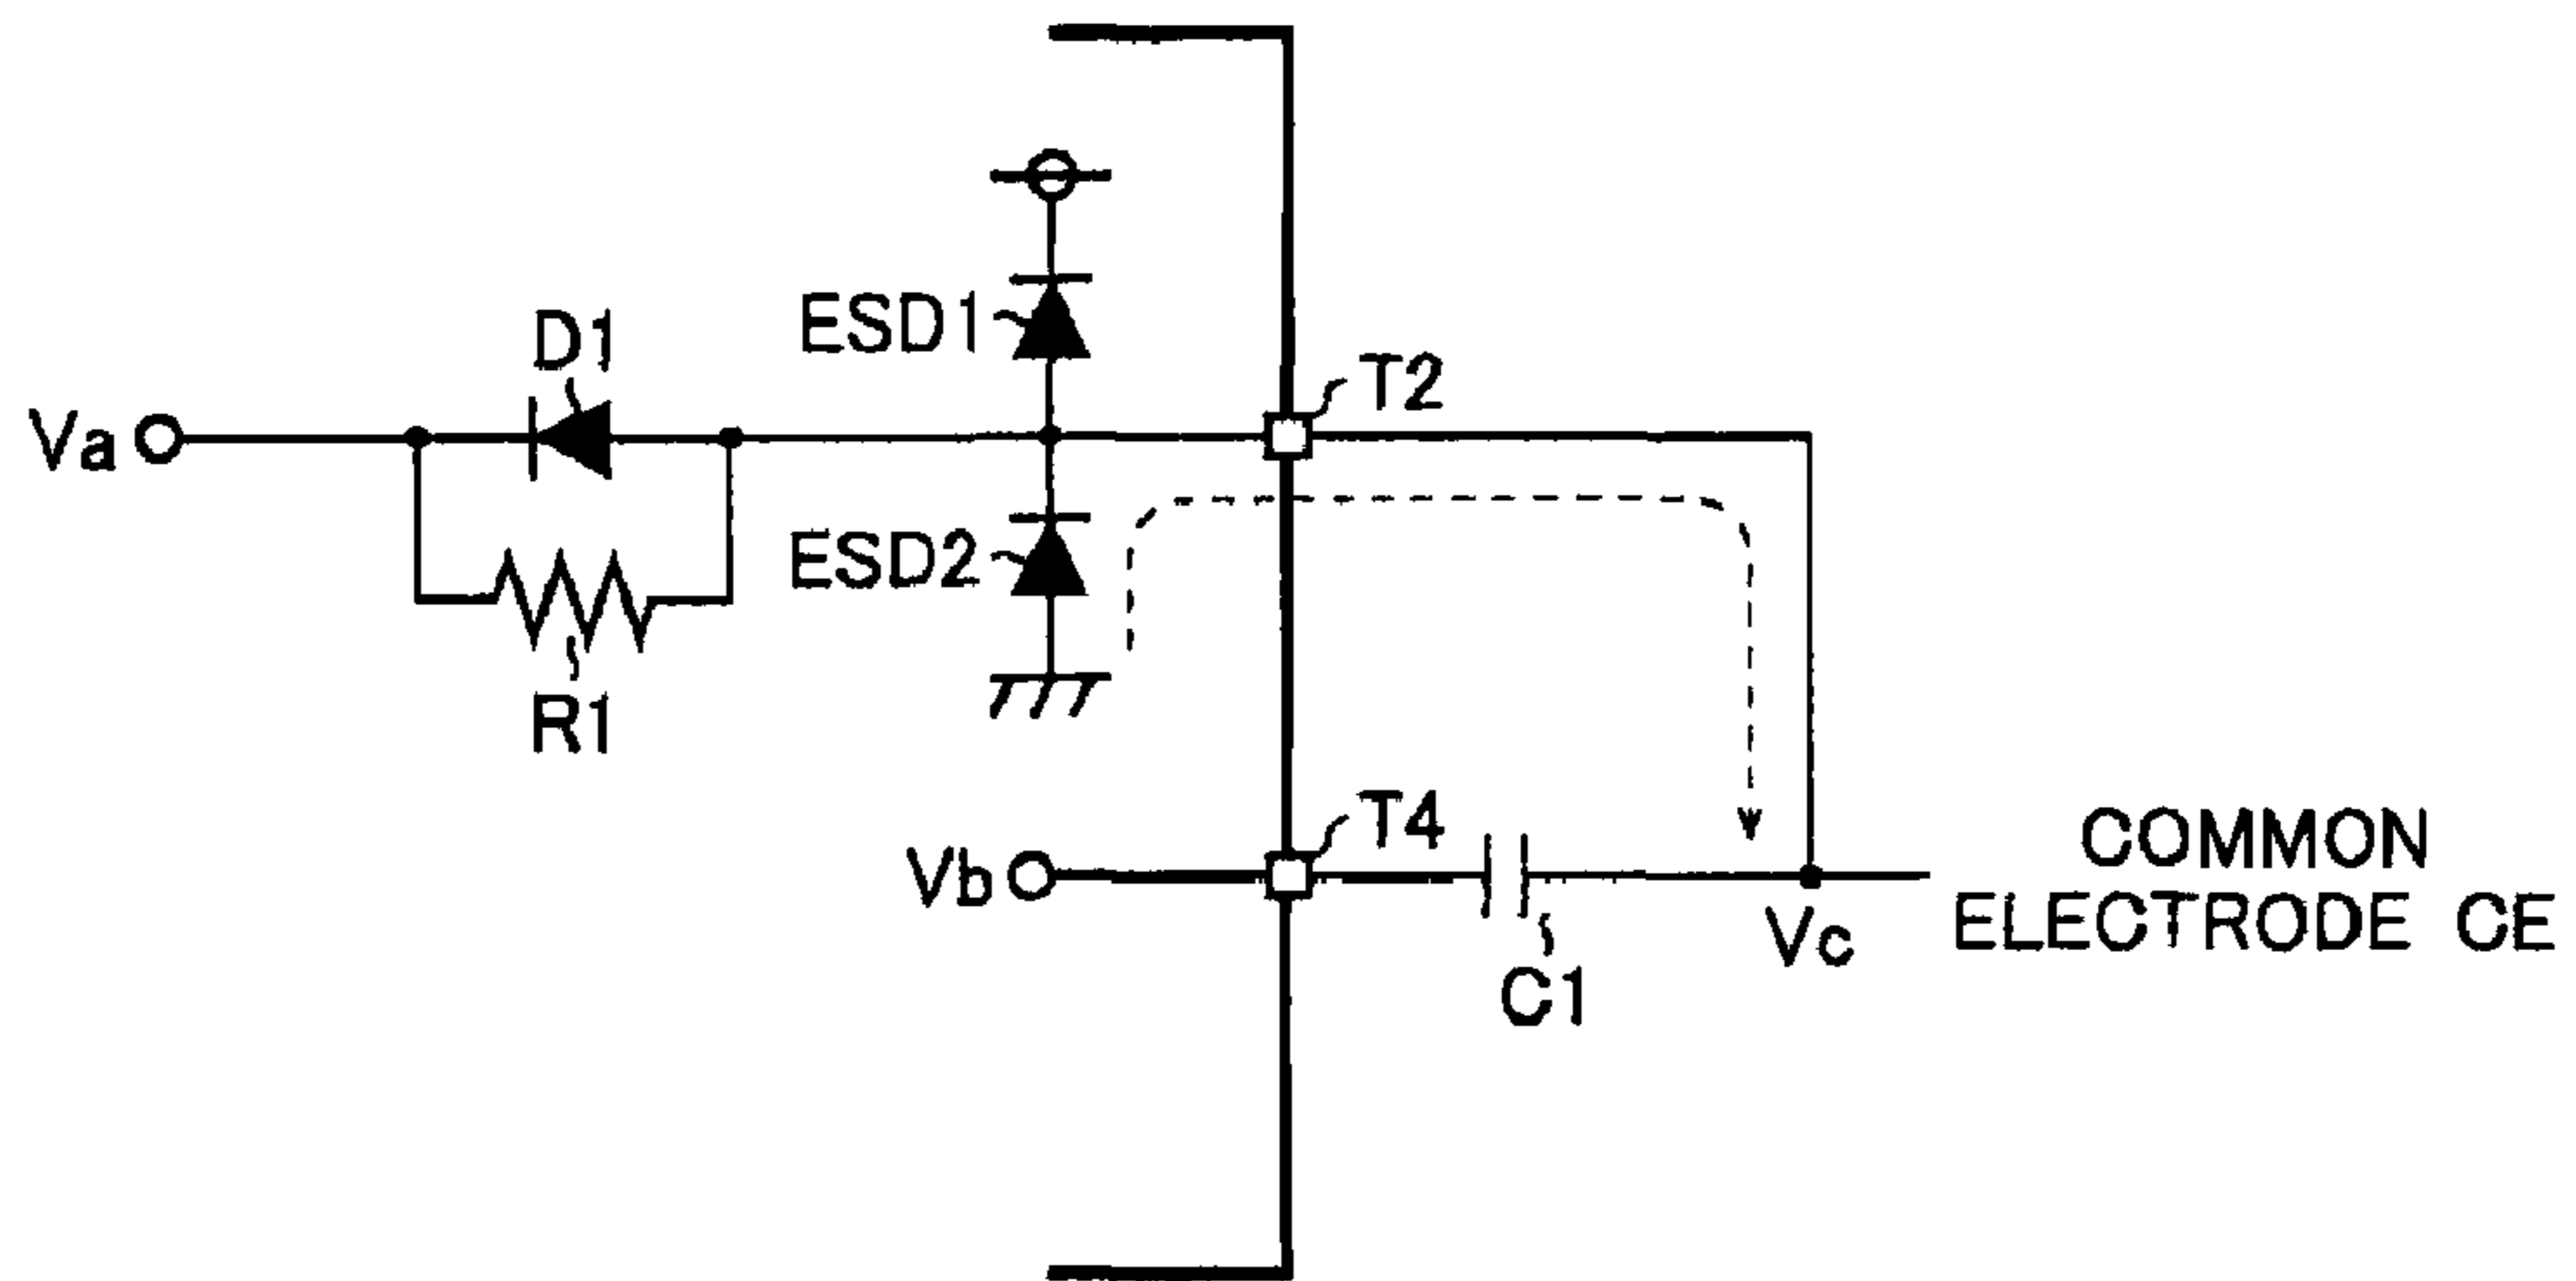 D1
ESD1
T2
Va
ESD2
R1
T4
Vb
COMMON
ELECTRODE CE
Vc
C1